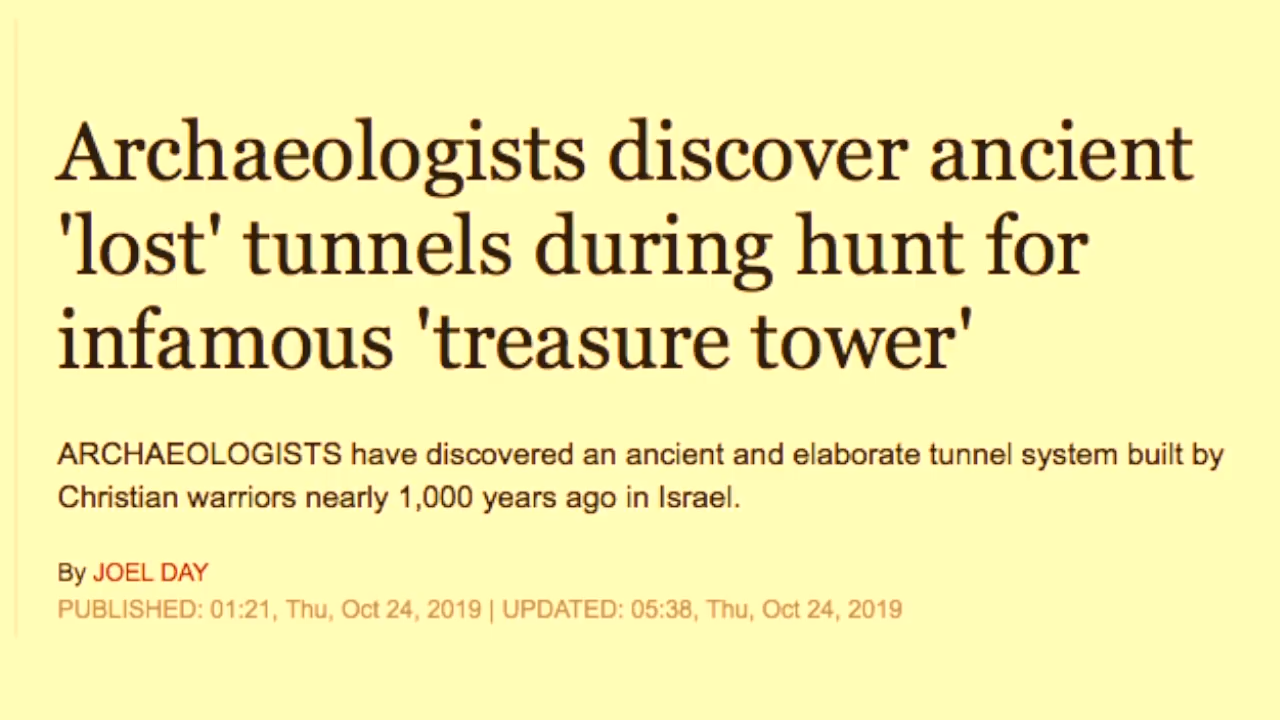 Archaeologists discover ancient
'lost' tunnels during hunt for
infamous 'treasure tower'
ARCHAEOLOGISTS have discovered an ancient and elaborate tunnel system built by
Christian warriors nearly 1,000 years ago in Israel.
By JOEL DAY
PUBLISHED: 01:21, Thu, Oct 24, 2019 | UPDATED: 05:38, Thu, Oct 24, 2019